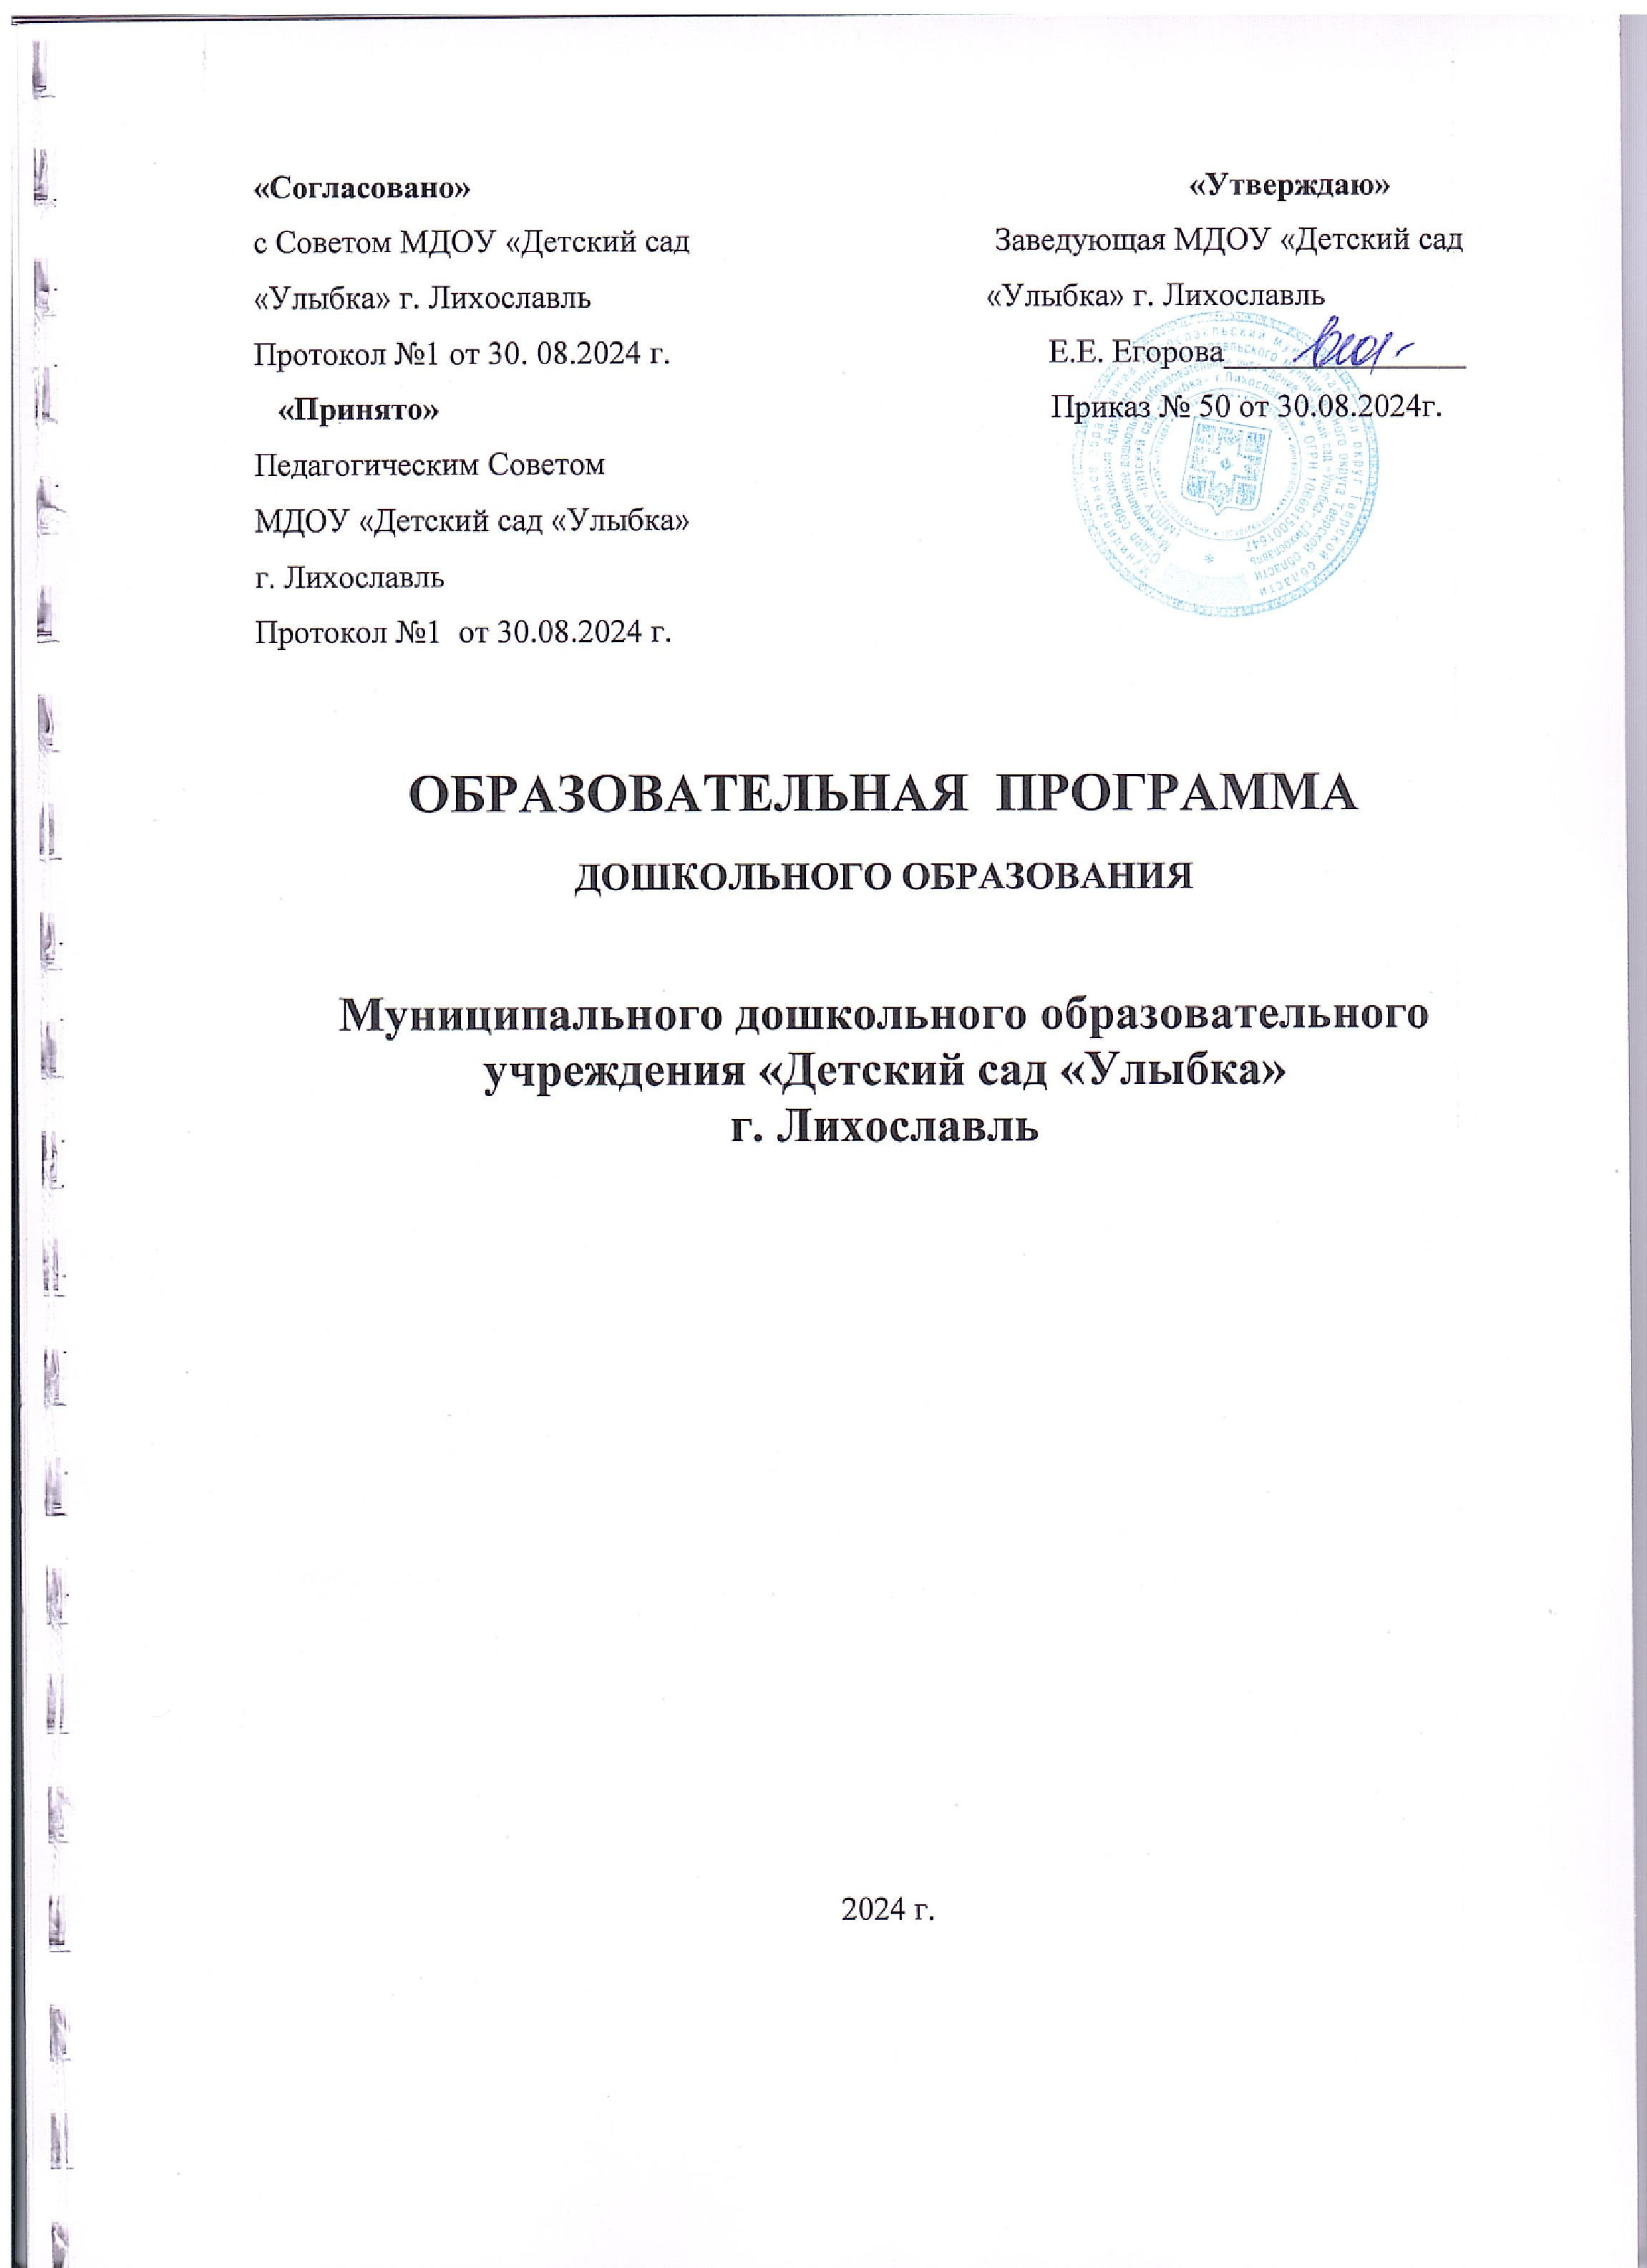 «Согласовано»
с Советом МДОУ «Детский сад
«Улыбка» г. Лихославль
Протокол №1 от 30. 08.2024 г.
«Принято»
Педагогическим Советом
МДОУ «Детский сад «Улыбка»
г. Лихославль
Протокол №1 от 30.08.2024 г.
«Утверждаю»
Заведующая МДОУ «Детский сад
«Улыбка» г. Лихославль
Е.Е. Егорова
Приказ № 50 от 30.08.2024г.
ОБРАЗОВАТЕЛЬНАЯ ПРОГРАММА
ДОШКОЛЬНОГО ОБРАЗОВАНИЯ
Муниципального дошкольного образовательного
учреждения «Детский сад «Улыбка»
г. Лихославль
2024 г.